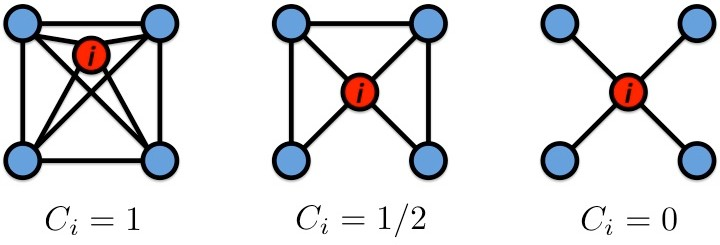 i i i
C_i = 1 C_i = 1/2 C_i = 0